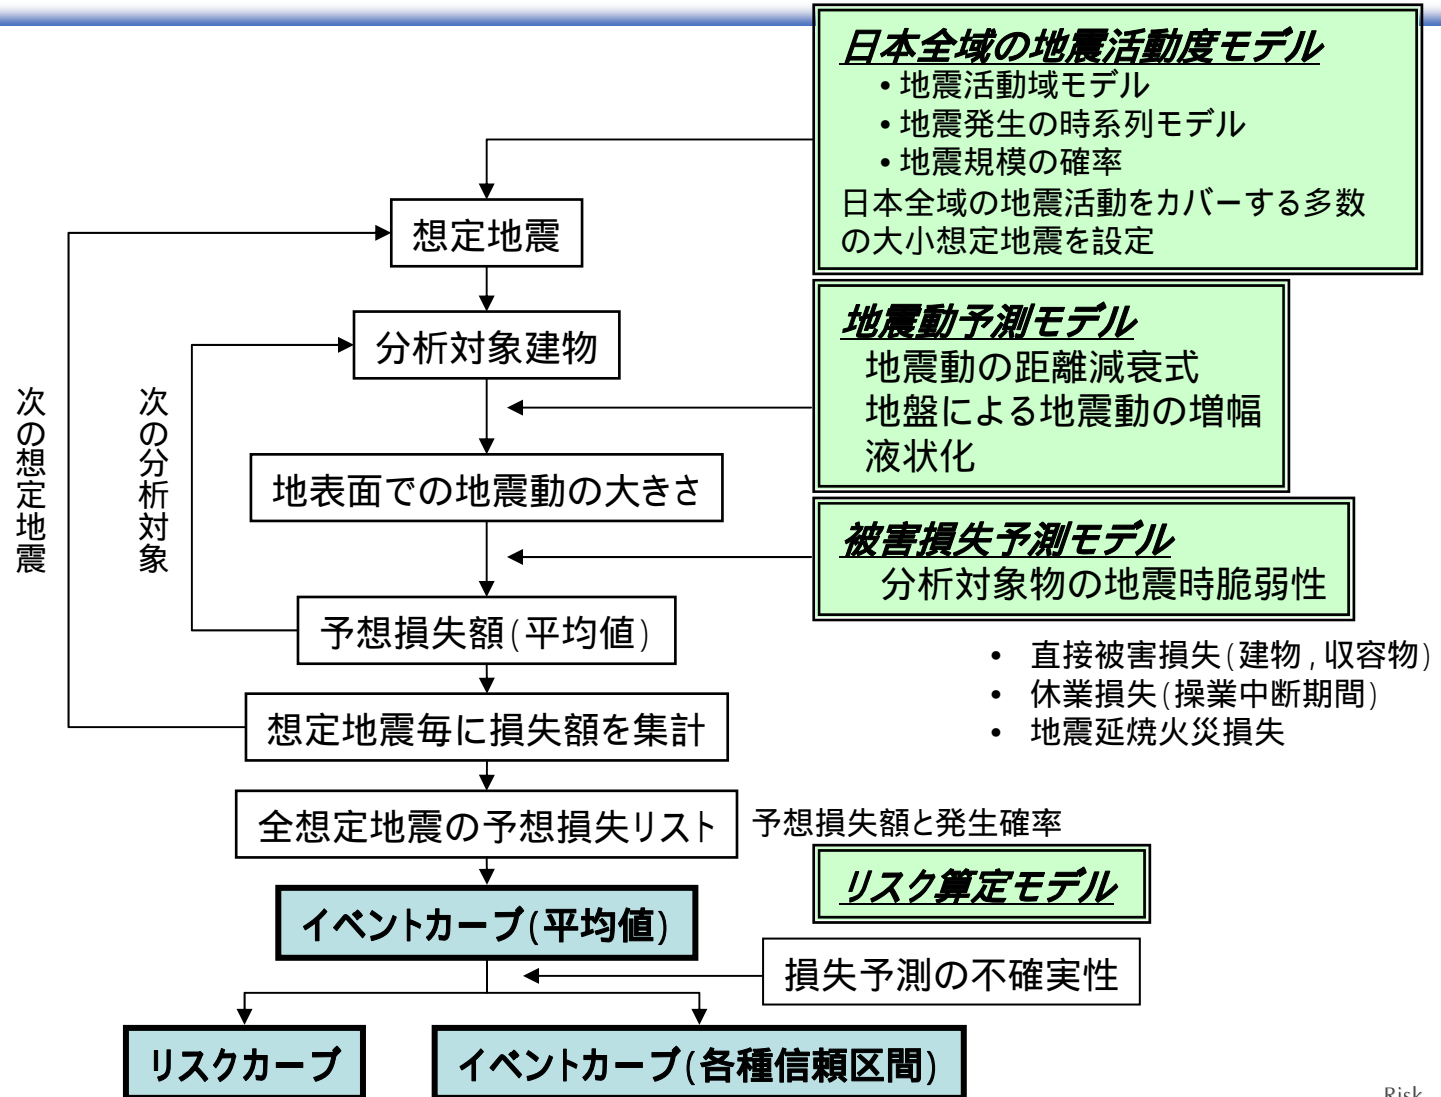 日本全域の地震活動度モデル
• 地震活動域モデル
• 地震発生の時系列モデル
• 地震規模の確率
日本全域の地震活動をカバーする多数
の大小想定地震を設定
想定地震
分析対象建物
地震動予測モデル
地震動の距離減衰式
地盤による地震動の増幅
液状化
次の想定地震
次の分析対象
地表面での地震動の大きさ
被害損失予測モデル
分析対象物の地震時脆弱性
予想損失額(平均値)
• 直接被害損失(建物,収容物)
• 休業損失(操業中断期間)
• 地震延焼火災損失
想定地震毎に損失額を集計
全想定地震の予想損失リスト
予想損失額と発生確率
リスク算定モデル
イベントカーブ(平均値)
損失予測の不確実性
リスクカーブ
イベントカーブ(各種信頼区間)
Risk